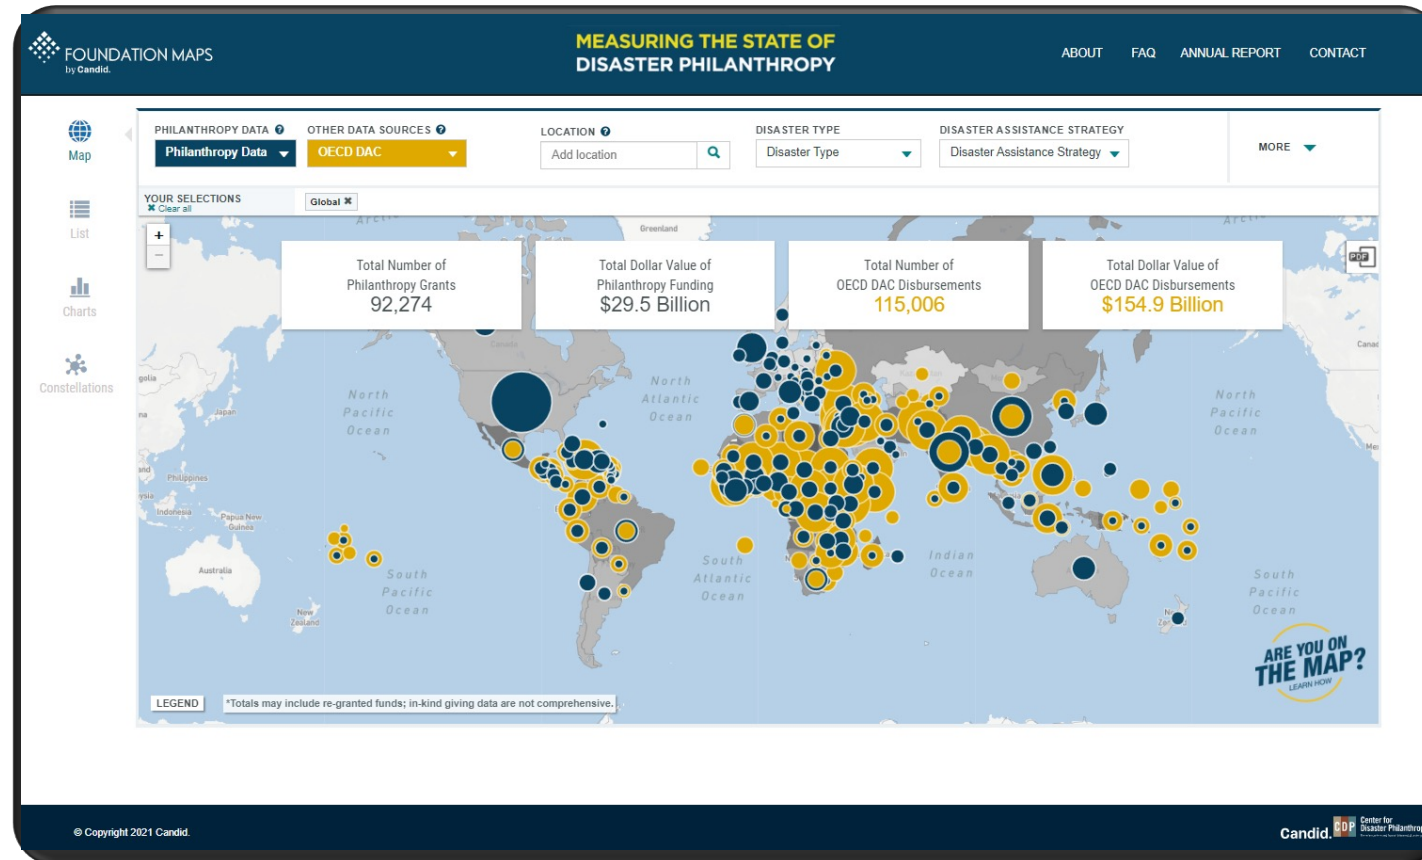 FOUNDATION MAPS
by Candid.
MEASURING THE STATE OF
DISASTER PHILANTHROPY
ABOUT FAQ ANNUAL REPORT CONTACT
Map
List
Charts
Constellations
PHILANTHROPY DATA ? OTHER DATA SOURCES ? LOCATION ? DISASTER TYPE DISASTER ASSISTANCE STRATEGY
Philanthropy Data OECD DAC Add location Disaster Type Disaster Assistance Strategy MORE
YOUR SELECTIONS
✖ Clear all
Global ✖
+
−
PDF
Total Number of
Philanthropy Grants
92,274
Total Dollar Value of
Philanthropy Funding
$29.5 Billion
Total Number of
OECD DAC Disbursements
115,006
Total Dollar Value of
OECD DAC Disbursements
$154.9 Billion
Greenland
Canada
North
Pacific
Ocean
North
Atlantic
Ocean
North
Pacific
Ocean
Japan
Philippines
Indonesia
Papua New
Guinea
Australia
New
Zealand
South
Pacific
Ocean
South
Atlantic
Ocean
Indian
Ocean
South
Pacific
Ocean
ARE YOU ON
THE MAP?
LEARN HOW
LEGEND
*Totals may include re-granted funds; in-kind giving data are not comprehensive.
© Copyright 2021 Candid.
Candid.
CDP
Center for
Disaster Philanthrop